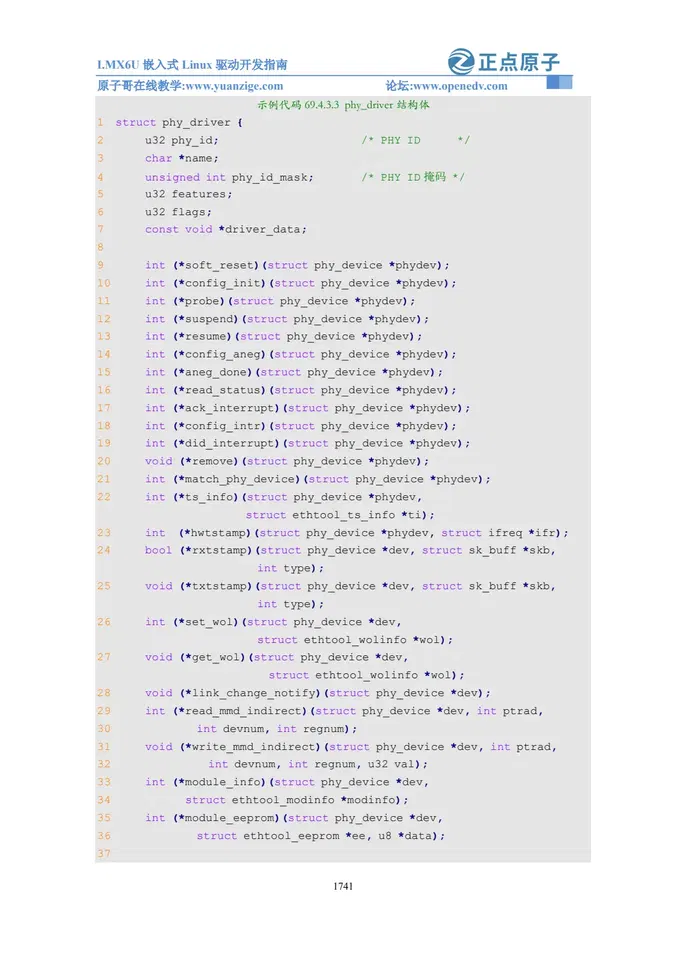 I.MX6U 嵌入式 Linux 驱动开发指南
正点原子
原子哥在线教学:www.yuanzige.com 论坛:www.openedv.com
示例代码 69.4.3.3 phy_driver 结构体
1 struct phy_driver {
2 u32 phy_id; /* PHY ID */
3 char *name;
4 unsigned int phy_id_mask; /* PHY ID 掩码 */
5 u32 features;
6 u32 flags;
7 const void *driver_data;
8
9 int (*soft_reset)(struct phy_device *phydev);
10 int (*config_init)(struct phy_device *phydev);
11 int (*probe)(struct phy_device *phydev);
12 int (*suspend)(struct phy_device *phydev);
13 int (*resume)(struct phy_device *phydev);
14 int (*config_aneg)(struct phy_device *phydev);
15 int (*aneg_done)(struct phy_device *phydev);
16 int (*read_status)(struct phy_device *phydev);
17 int (*ack_interrupt)(struct phy_device *phydev);
18 int (*config_intr)(struct phy_device *phydev);
19 int (*did_interrupt)(struct phy_device *phydev);
20 void (*remove)(struct phy_device *phydev);
21 int (*match_phy_device)(struct phy_device *phydev);
22 int (*ts_info)(struct phy_device *phydev,
struct ethtool_ts_info *ti);
23 int (*hwtstamp)(struct phy_device *phydev, struct ifreq *ifr);
24 bool (*rxtstamp)(struct phy_device *dev, struct sk_buff *skb,
int type);
25 void (*txtstamp)(struct phy_device *dev, struct sk_buff *skb,
int type);
26 int (*set_wol)(struct phy_device *dev,
struct ethtool_wolinfo *wol);
27 void (*get_wol)(struct phy_device *dev,
struct ethtool_wolinfo *wol);
28 void (*link_change_notify)(struct phy_device *dev);
29 int (*read_mmd_indirect)(struct phy_device *dev, int ptrad,
30 int devnum, int regnum);
31 void (*write_mmd_indirect)(struct phy_device *dev, int ptrad,
32 int devnum, int regnum, u32 val);
33 int (*module_info)(struct phy_device *dev,
34 struct ethtool_modinfo *modinfo);
35 int (*module_eeprom)(struct phy_device *dev,
36 struct ethtool_eeprom *ee, u8 *data);
37
1741